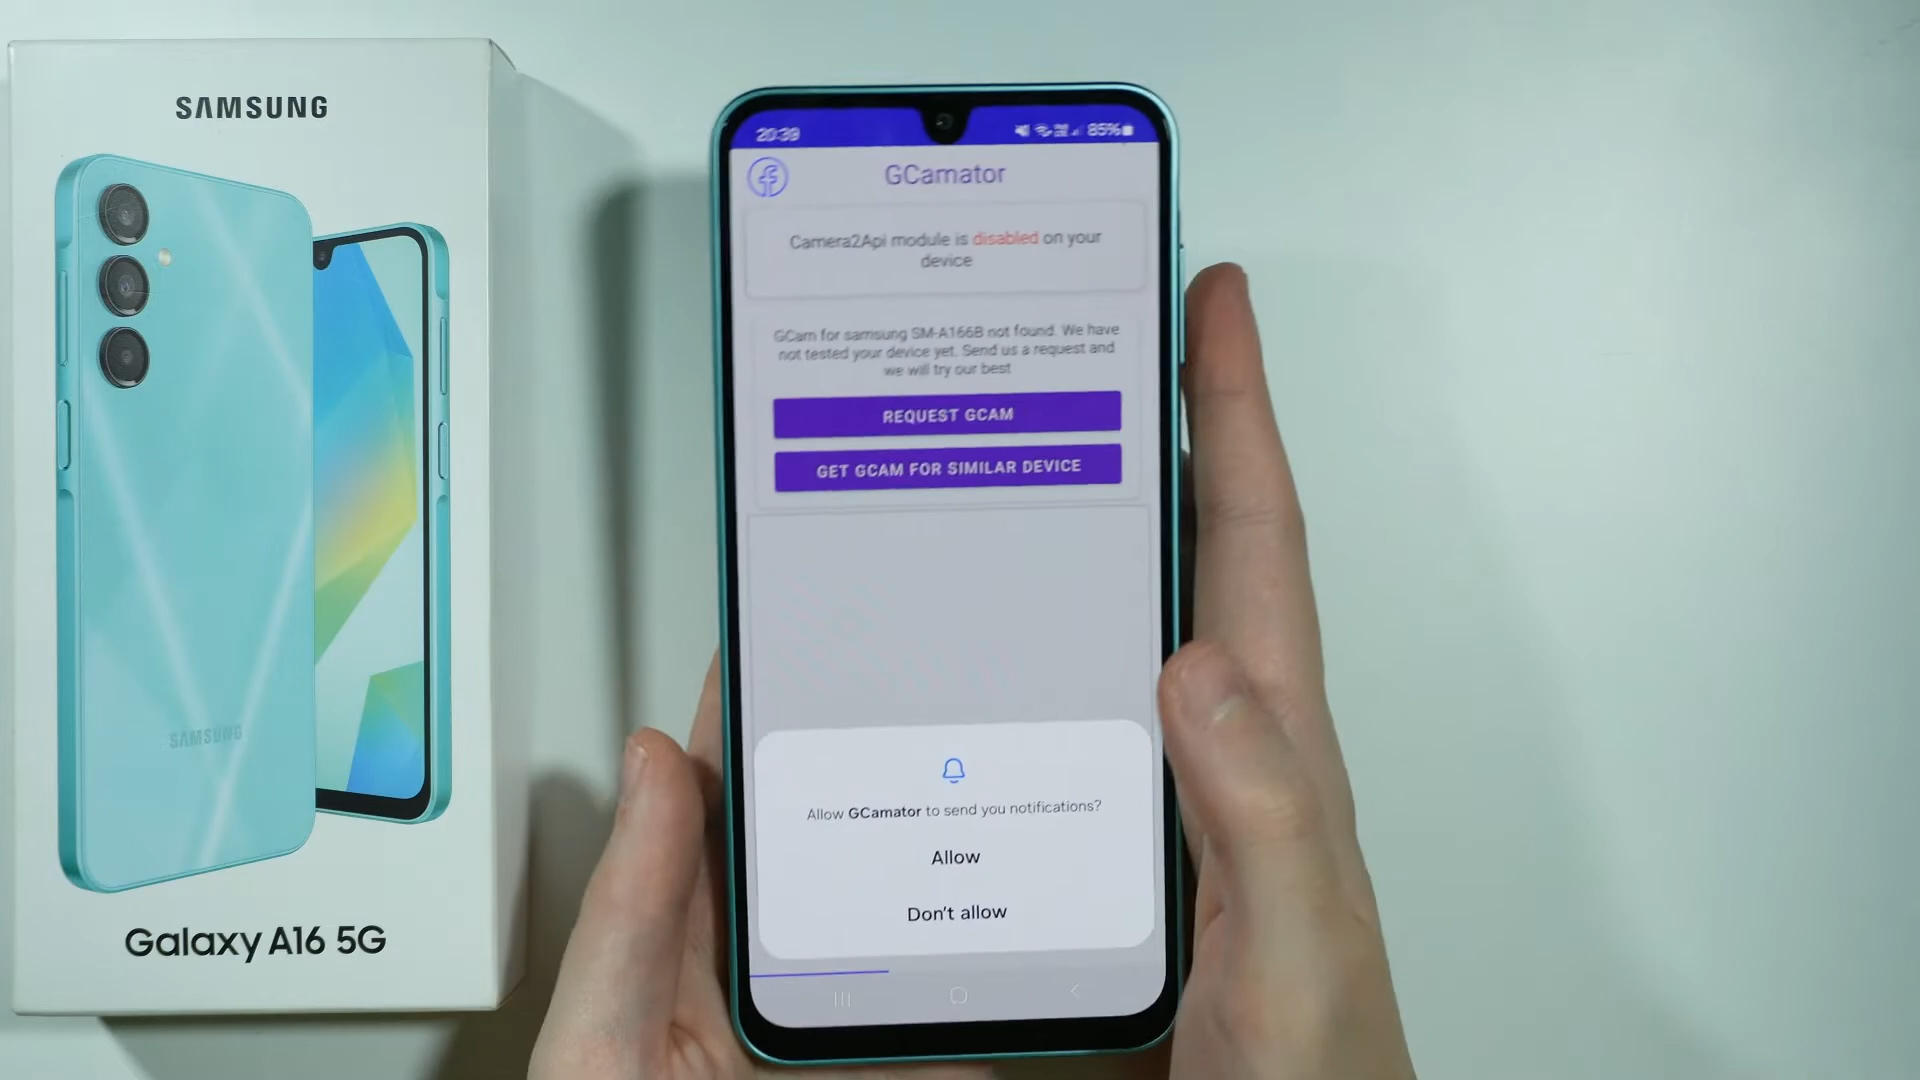 SAMSUNG
SAMSUNG
Galaxy A16 5G
20:39
85%
GCamator
Camera2Api module is disabled on your
device
GCam for samsung SM-A166B not found. We have
not tested your device yet. Send us a request and
we will try our best
REQUEST GCAM
GET GCAM FOR SIMILAR DEVICE
Allow GCamator to send you notifications?
Allow
Don't allow